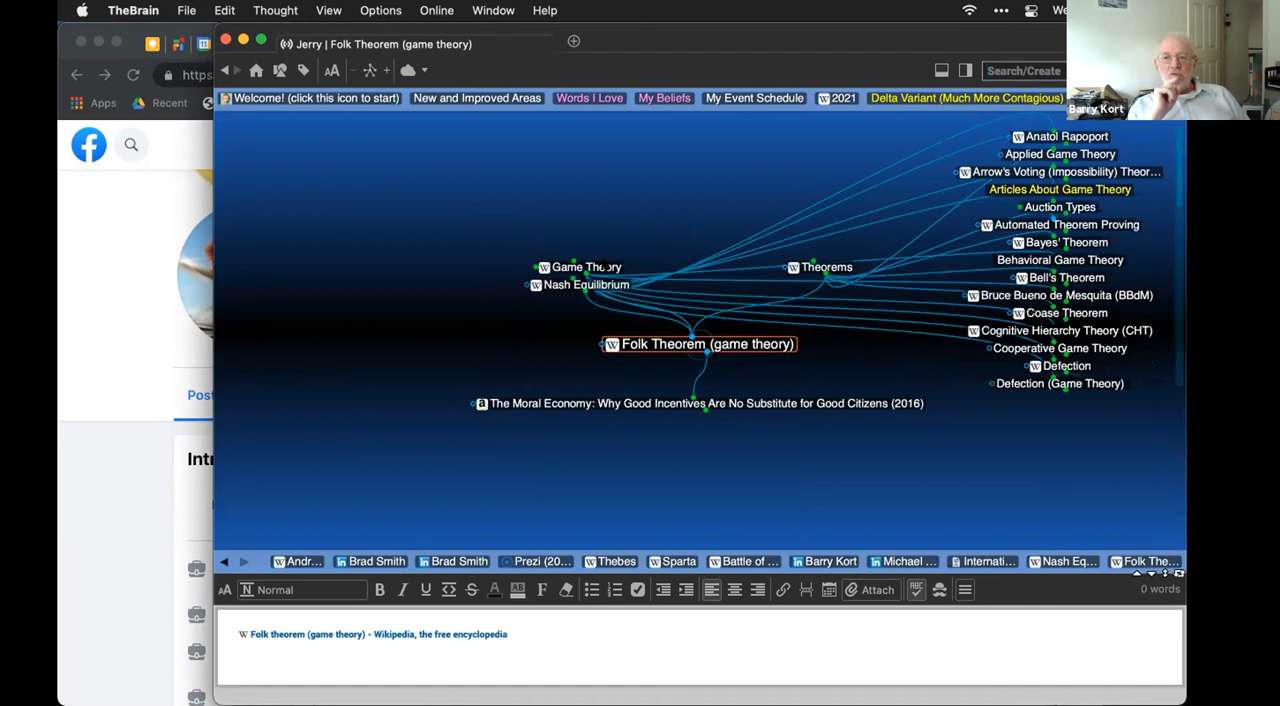 TheBrain File Edit Thought View Options Online Window Help
Jerry | Folk Theorem (game theory)
https
Search/Create
Apps Recent
Welcome! (click this icon to start) New and Improved Areas Words I Love My Beliefs My Event Schedule 2021 Delta Variant (Much More Contagious)
Barry Kort
Anatol Rapoport
Applied Game Theory
Arrow's Voting (Impossibility) Theor...
Articles About Game Theory
Auction Types
Automated Theorem Proving
Bayes' Theorem
Behavioral Game Theory
Game Theory
Theorems
Bell's Theorem
Nash Equilibrium
Bruce Bueno de Mesquita (BBdM)
Coase Theorem
Cognitive Hierarchy Theory (CHT)
Folk Theorem (game theory)
Cooperative Game Theory
Defection
Defection (Game Theory)
Pos
The Moral Economy: Why Good Incentives Are No Substitute for Good Citizens (2016)
Int
Andr... Brad Smith Brad Smith Prezi (20... Thebes Sparta Battle of ... Barry Kort Michael ... Internati... Nash Eq... Folk The...
Normal
Attach
0 words
Folk theorem (game theory) - Wikipedia, the free encyclopedia